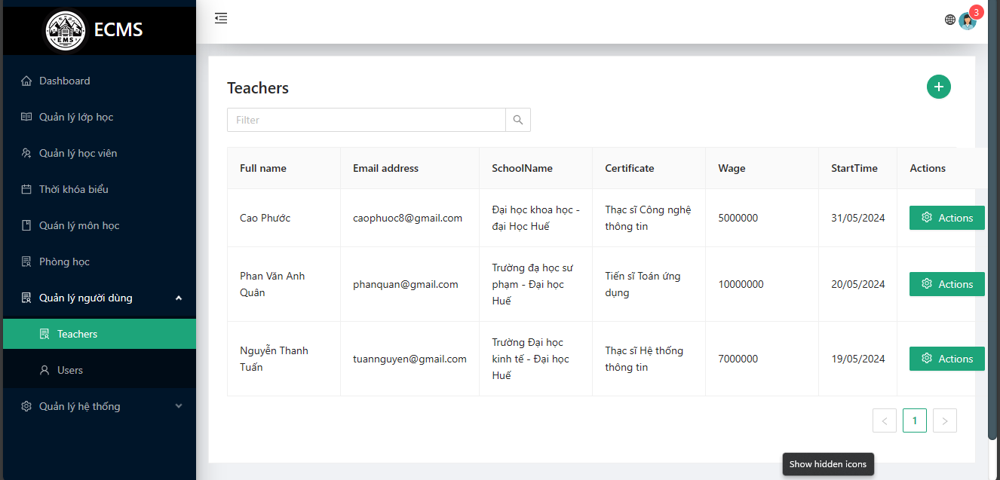 EMS
ECMS
3
Dashboard
Quản lý lớp học
Quản lý học viên
Thời khóa biểu
Quán lý môn học
Phòng học
Quản lý người dùng
Teachers
Users
Quản lý hệ thống
Teachers
Filter
Full name Email address SchoolName Certificate Wage StartTime Actions
Cao Phước caophuoc8@gmail.com Đại học khoa học -
đại Học Huế Thạc sĩ Công nghệ
thông tin 5000000 31/05/2024 Actions
Phan Văn Anh
Quân phanquan@gmail.com Trường đạ học sư
phạm - Đại học
Huế Tiến sĩ Toán ứng
dụng 10000000 20/05/2024 Actions
Nguyễn Thanh
Tuấn tuannguyen@gmail.com Trường Đại học
kinh tế - Đại học
Huế Thạc sĩ Hệ thống
thông tin 7000000 19/05/2024 Actions
< 1 >
Show hidden icons